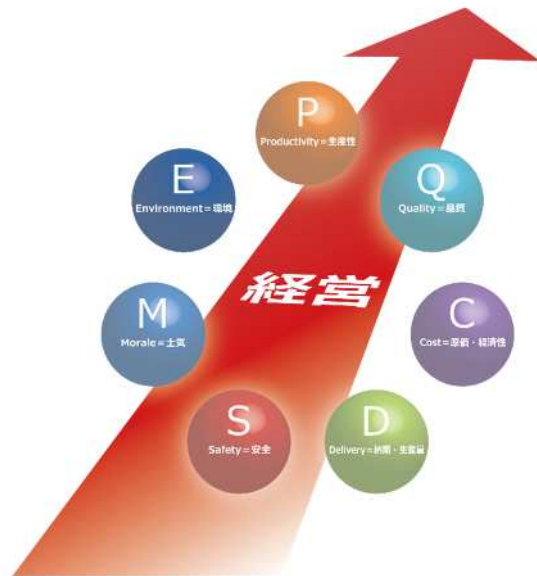 P
Productivity=生産性
E
Environment=環境
Q
Quality=品質
経営
M
Morale=士気
C
Cost=原価・経済性
S
Safety=安全
D
Delivery=納期・生産量